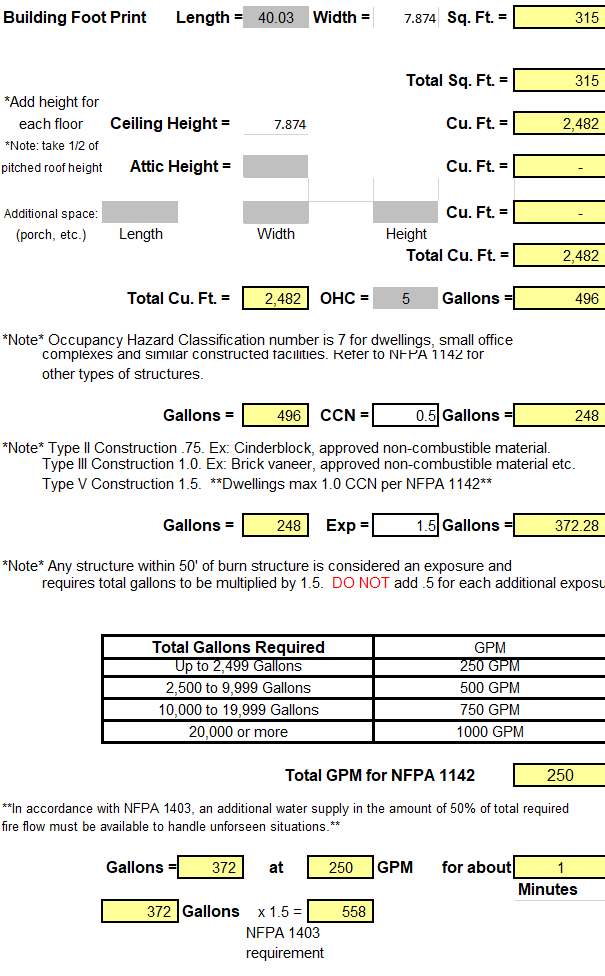 Building Foot Print Length = 40.03 Width = 7.874 Sq. Ft. = 315
Total Sq. Ft. = 315
*Add height for
each floor Ceiling Height = 7.874 Cu. Ft. = 2,482
*Note: take 1/2 of
pitched roof height Attic Height = Cu. Ft. = -
Additional space: Cu. Ft. = -
(porch, etc.) Length Width Height
Total Cu. Ft. = 2,482
Total Cu. Ft. = 2,482 OHC = 5 Gallons = 496
*Note* Occupancy Hazard Classification number is 7 for dwellings, small office
complexes and similar constructed facilities. Refer to NFPA 1142 for
other types of structures.
Gallons = 496 CCN = 0.5 Gallons = 248
*Note* Type II Construction .75. Ex: Cinderblock, approved non-combustible material.
Type III Construction 1.0. Ex: Brick vaneer, approved non-combustible material etc.
Type V Construction 1.5. **Dwellings max 1.0 CCN per NFPA 1142**
Gallons = 248 Exp = 1.5 Gallons = 372.28
*Note* Any structure within 50' of burn structure is considered an exposure and
requires total gallons to be multiplied by 1.5. DO NOT add .5 for each additional exposu
Total Gallons Required GPM
Up to 2,499 Gallons 250 GPM
2,500 to 9,999 Gallons 500 GPM
10,000 to 19,999 Gallons 750 GPM
20,000 or more 1000 GPM
Total GPM for NFPA 1142 250
**In accordance with NFPA 1403, an additional water supply in the amount of 50% of total required
fire flow must be available to handle unforseen situations.**
Gallons = 372 at 250 GPM for about 1
Minutes
372 Gallons x 1.5 = 558
NFPA 1403
requirement